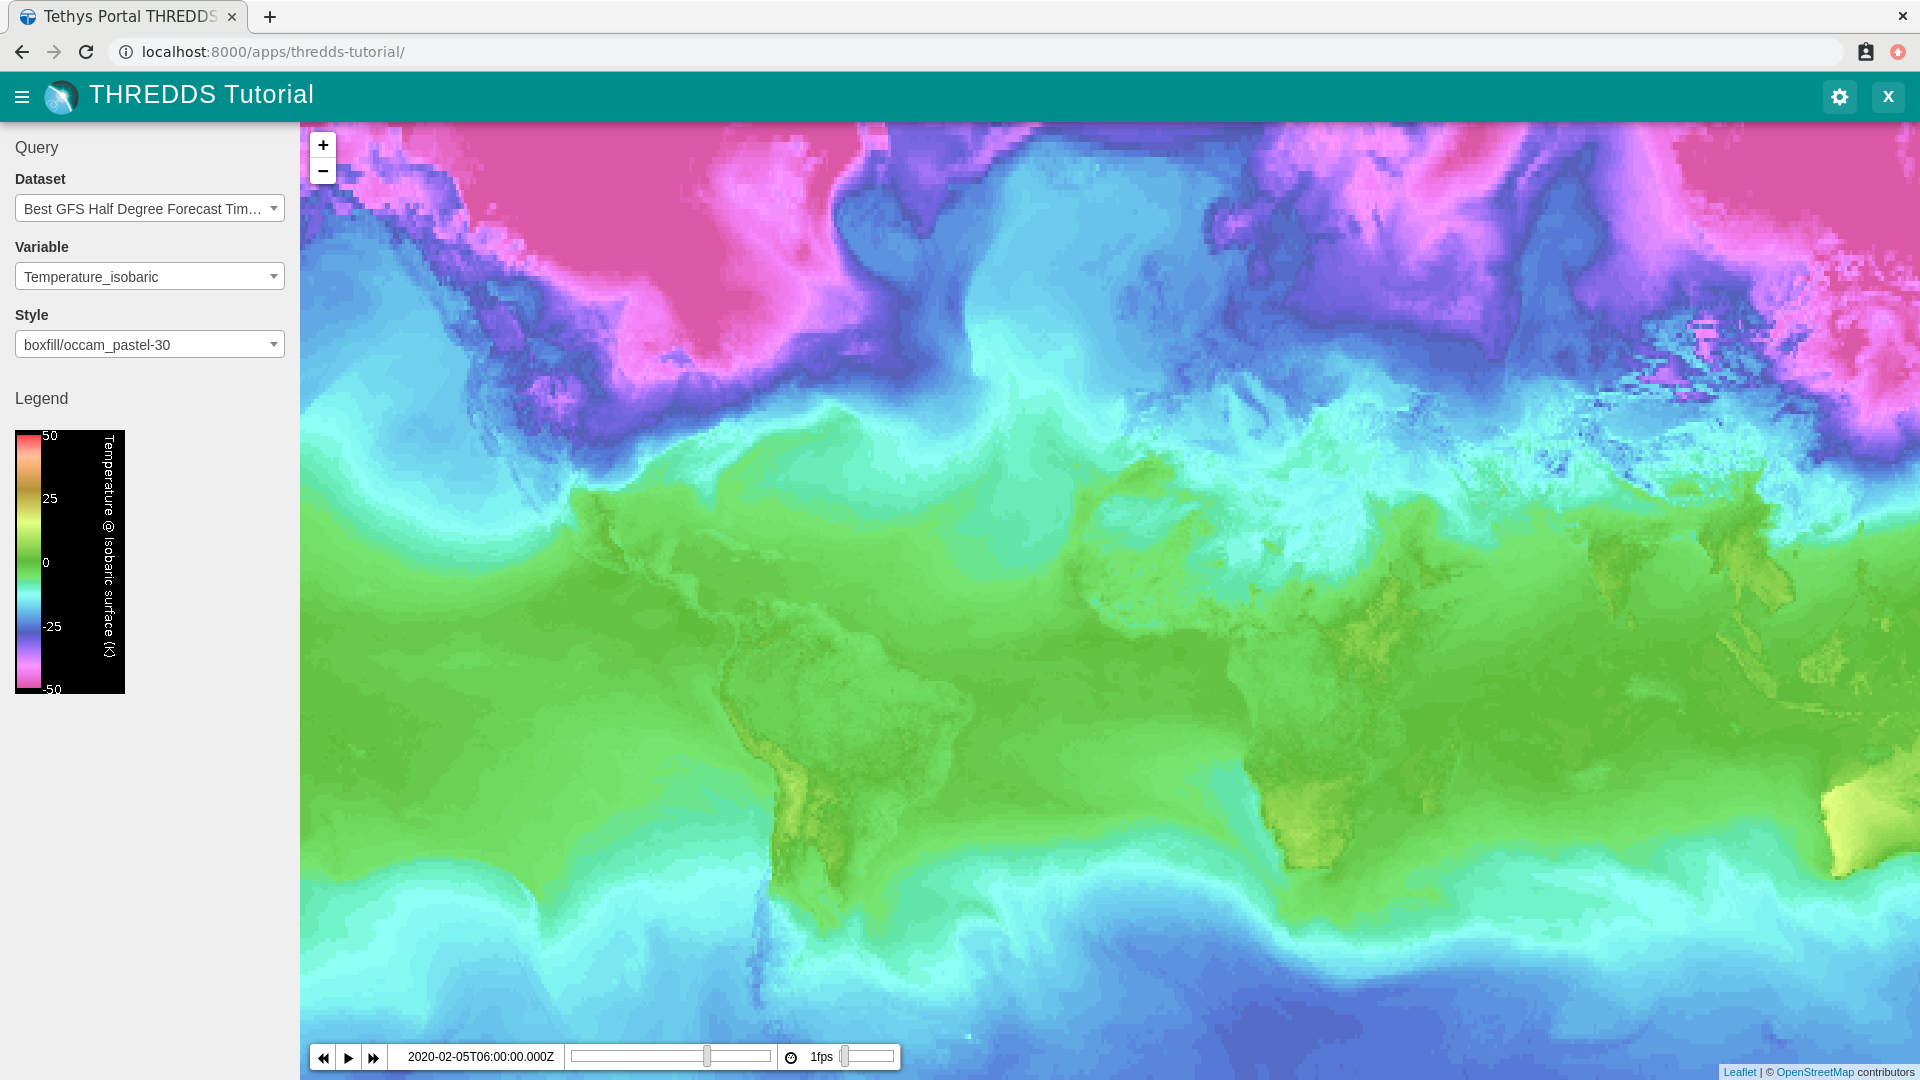 Tethys Portal THREDDS
localhost:8000/apps/thredds-tutorial/
THREDDS Tutorial
X
Query
Dataset
Best GFS Half Degree Forecast Tim…
Variable
Temperature_isobaric
Style
boxfill/occam_pastel-30
Legend
50
25
0
-25
-50
Temperature @ Isobaric surface (K)
+
−
2020-02-05T06:00:00.000Z
1fps
Leaflet | © OpenStreetMap contributors